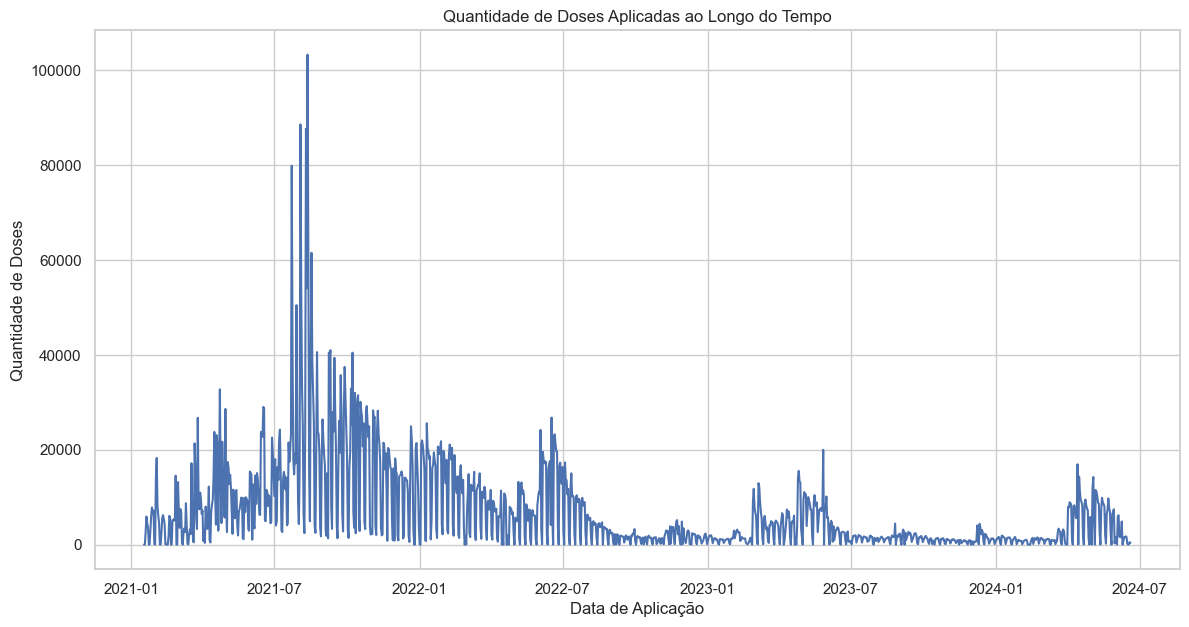 Quantidade de Doses Aplicadas ao Longo do Tempo
Quantidade de Doses
100000
80000
60000
40000
20000
0
2021-01 2021-07 2022-01 2022-07 2023-01 2023-07 2024-01 2024-07
Data de Aplicação